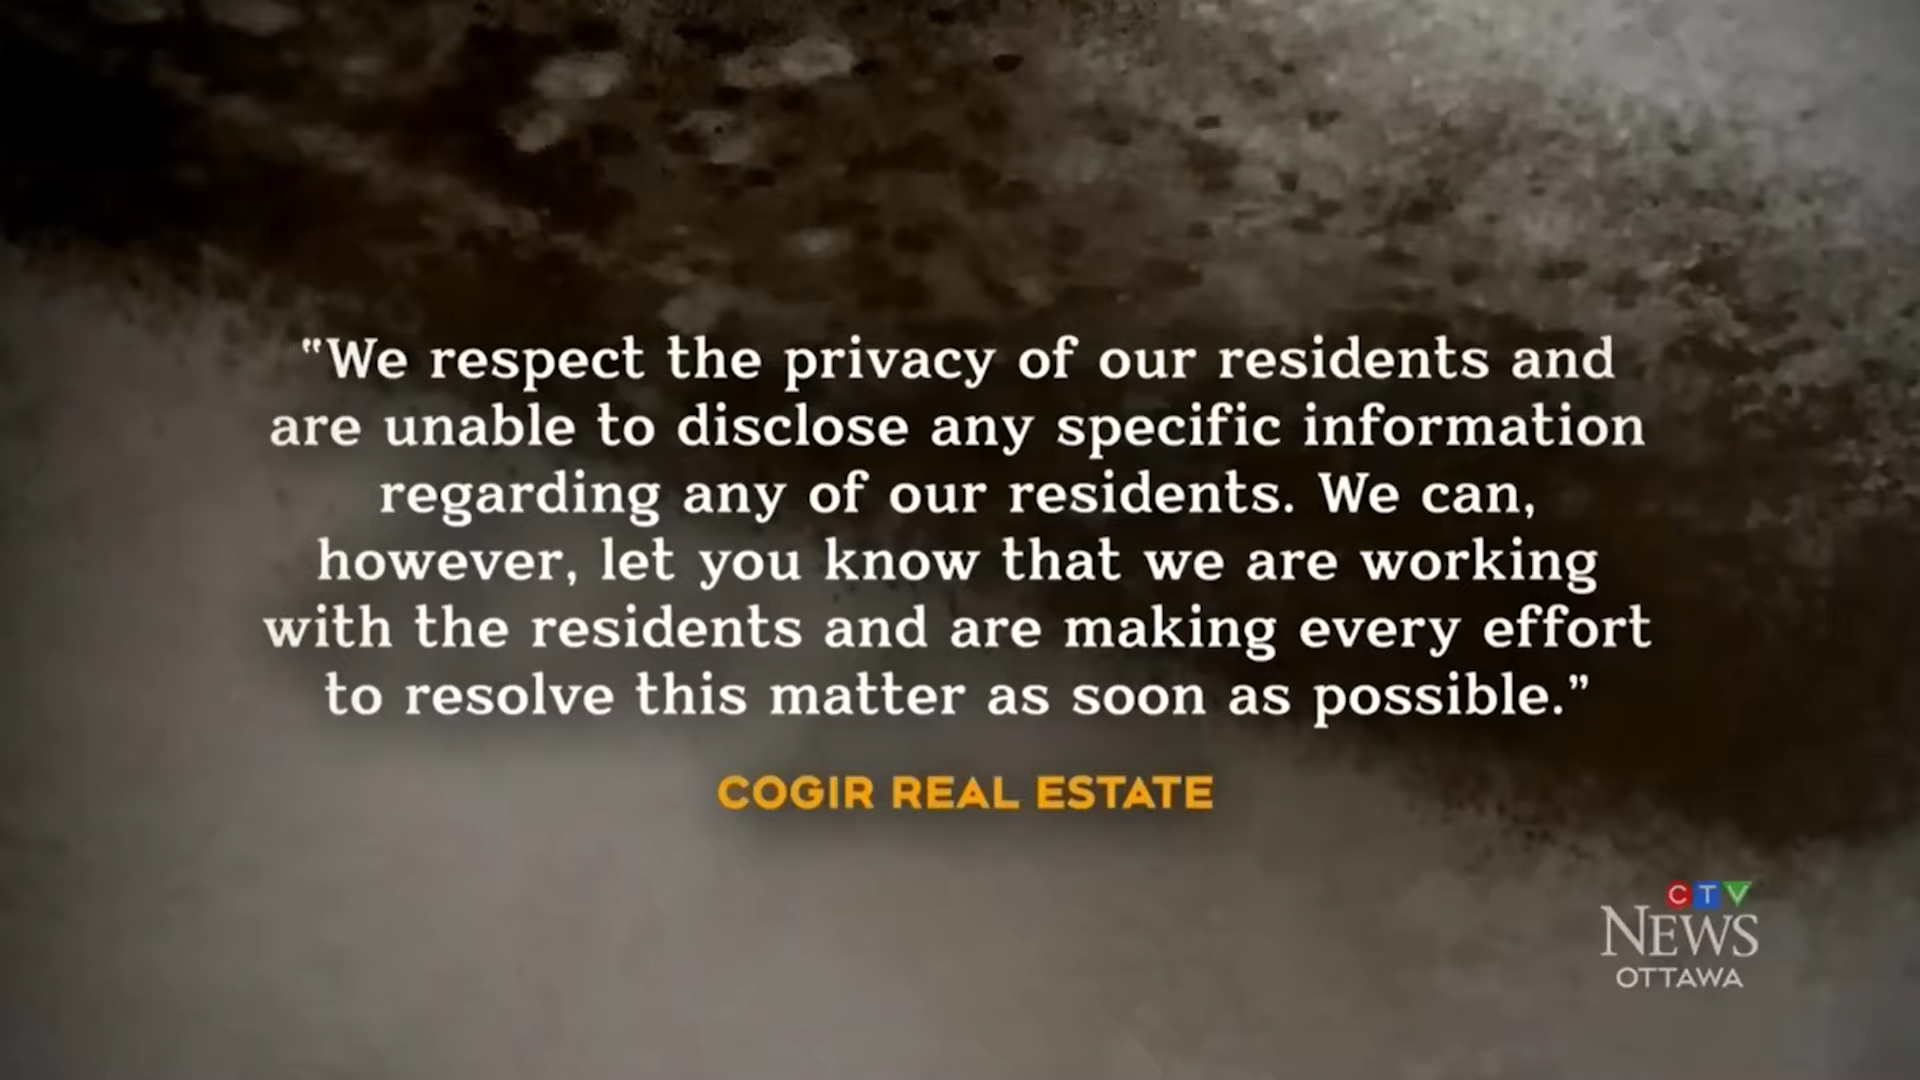 "We respect the privacy of our residents and
are unable to disclose any specific information
regarding any of our residents. We can,
however, let you know that we are working
with the residents and are making every effort
to resolve this matter as soon as possible.”
COGIR REAL ESTATE
CTV
NEWS
OTTAWA